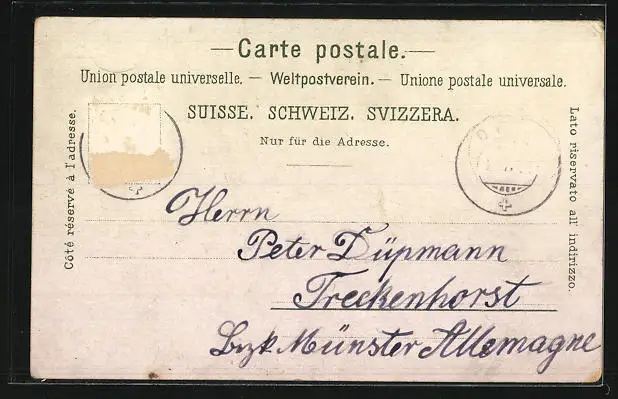 Carte postale.
Union postale universelle. — Weltpostverein. — Unione postale universale.
SUISSE. SCHWEIZ. SVIZZERA.
Nur für die Adresse.
Côté réservé à l'adresse.
Lato riservato all' indirizzo.
Herrn
Peter Düpmann
Freckenhorst
Bzk. Münster Allemagne